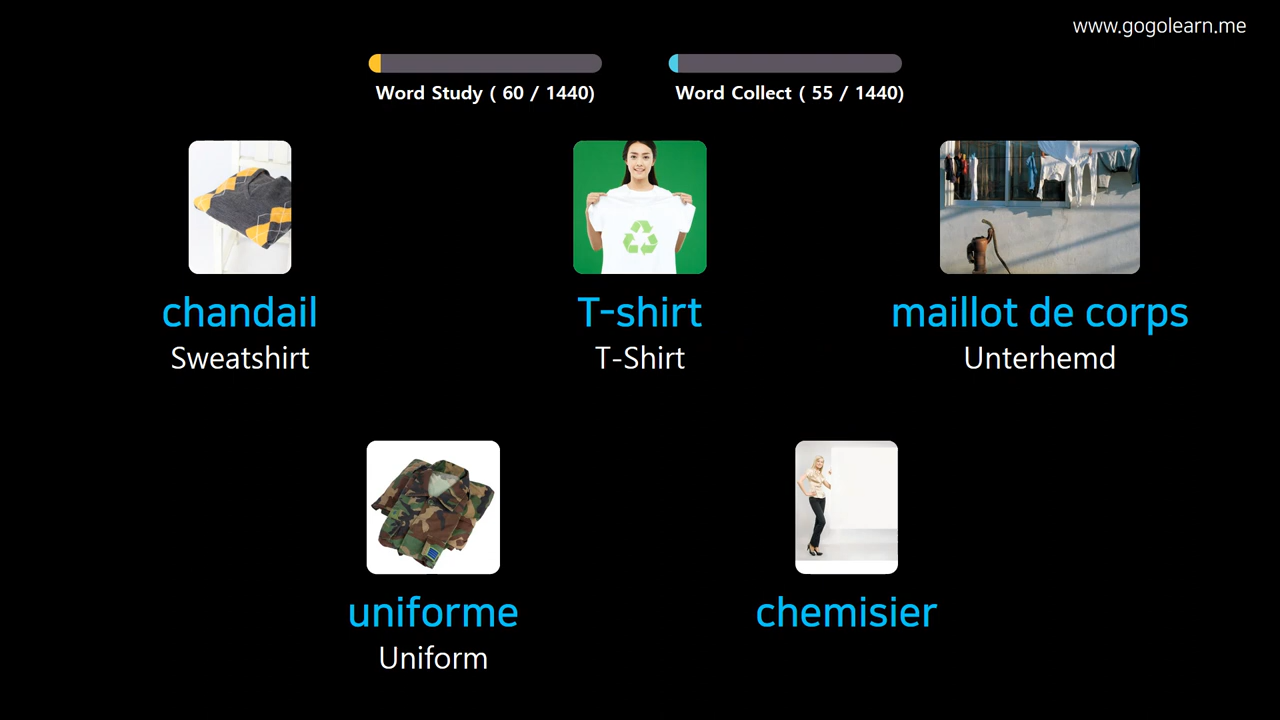 www.gogolearn.me
Word Study ( 60 / 1440)
Word Collect ( 55 / 1440)
chandail
Sweatshirt
T-shirt
T-Shirt
maillot de corps
Unterhemd
uniforme
Uniform
chemisier